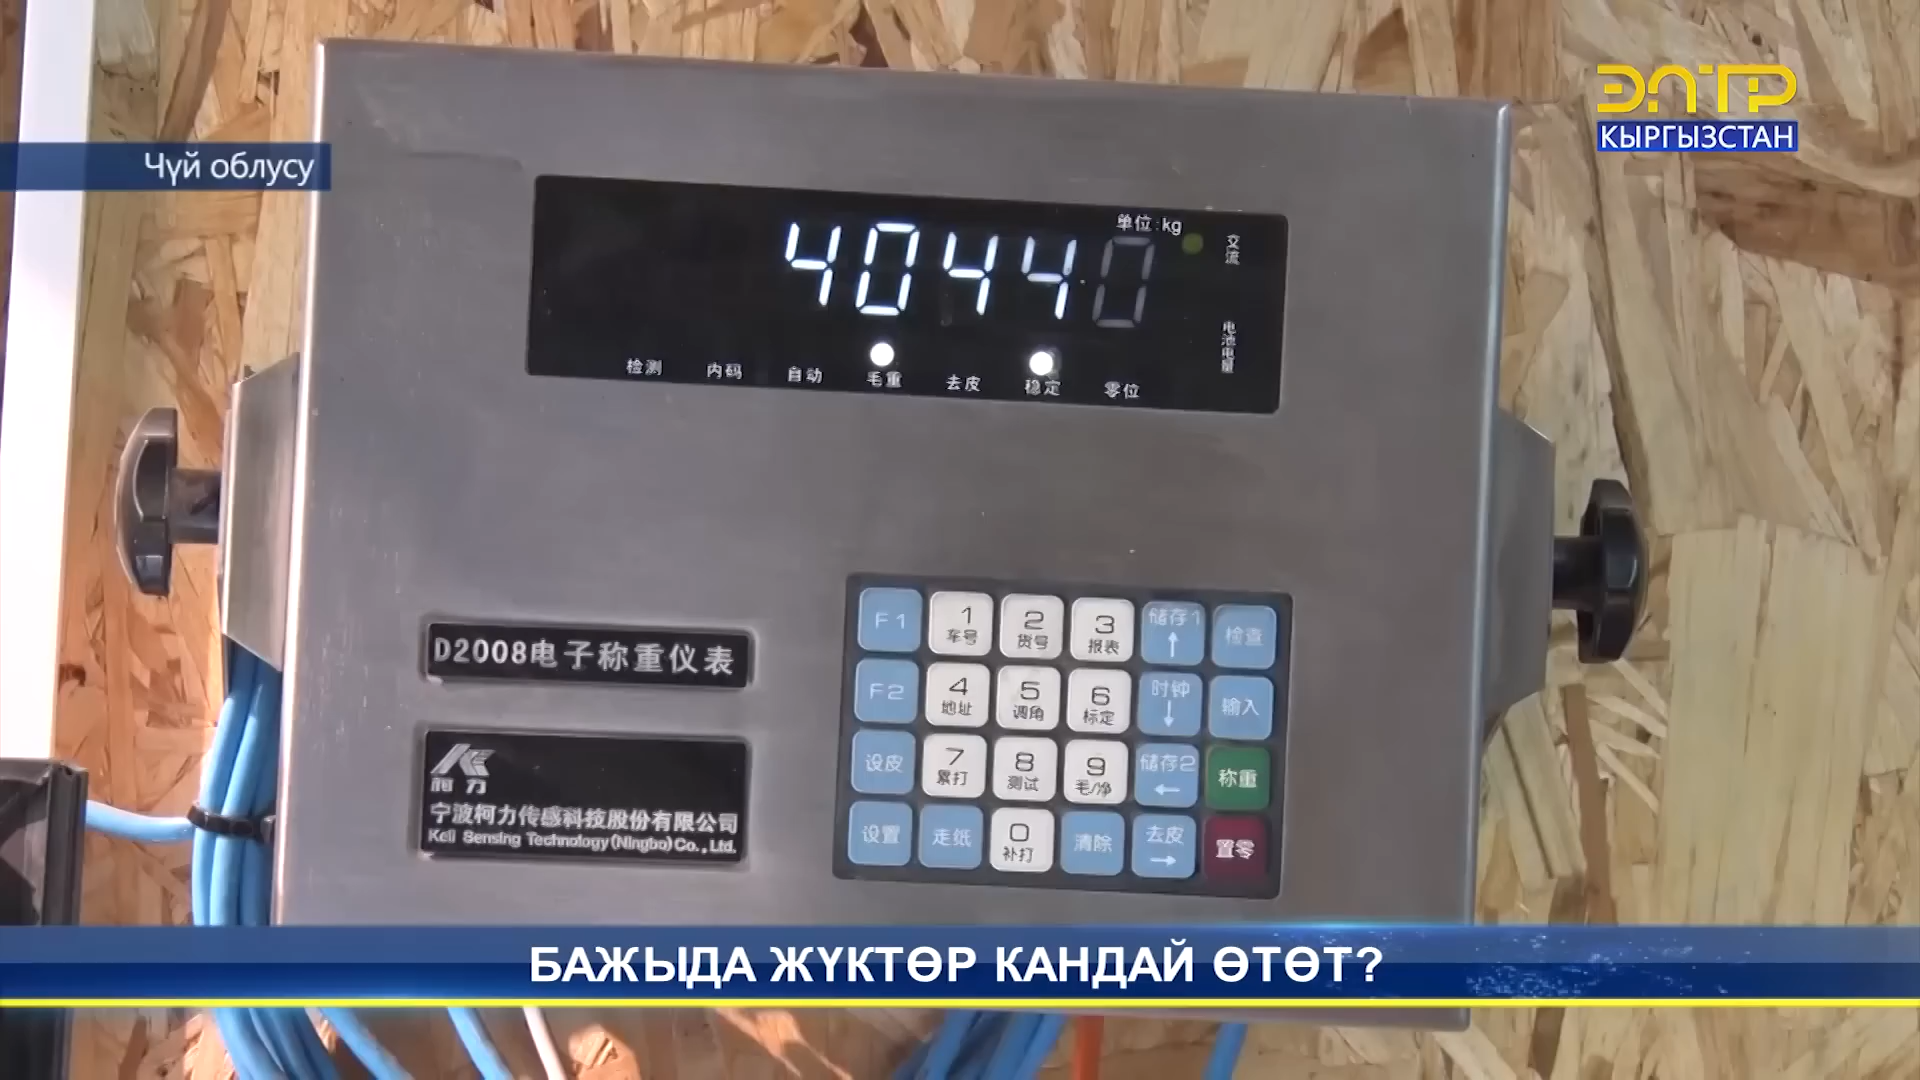 ЭЛТР
КЫРГЫЗСТАН
Чүй облусу
单位:kg
40440
交流
电池电量
检测 内码 自动 毛重 去皮 稳定 零位
D2008电子称重仪表
柯力
宁波柯力传感科技股份有限公司
Keli Sensing Technology(Ningbo)Co.,Ltd.
F1 1 车号 2 货号 3 报表 储存1 ↑ 检查
F2 4 地址 5 调角 6 标定 时钟 ↓ 输入
设皮 7 累打 8 测试 9 毛/净 储存2 ← 称重
设置 走纸 0 补打 清除 去皮 → 置零
БАЖЫДА ЖҮКТӨР КАНДАЙ ӨТӨТ?